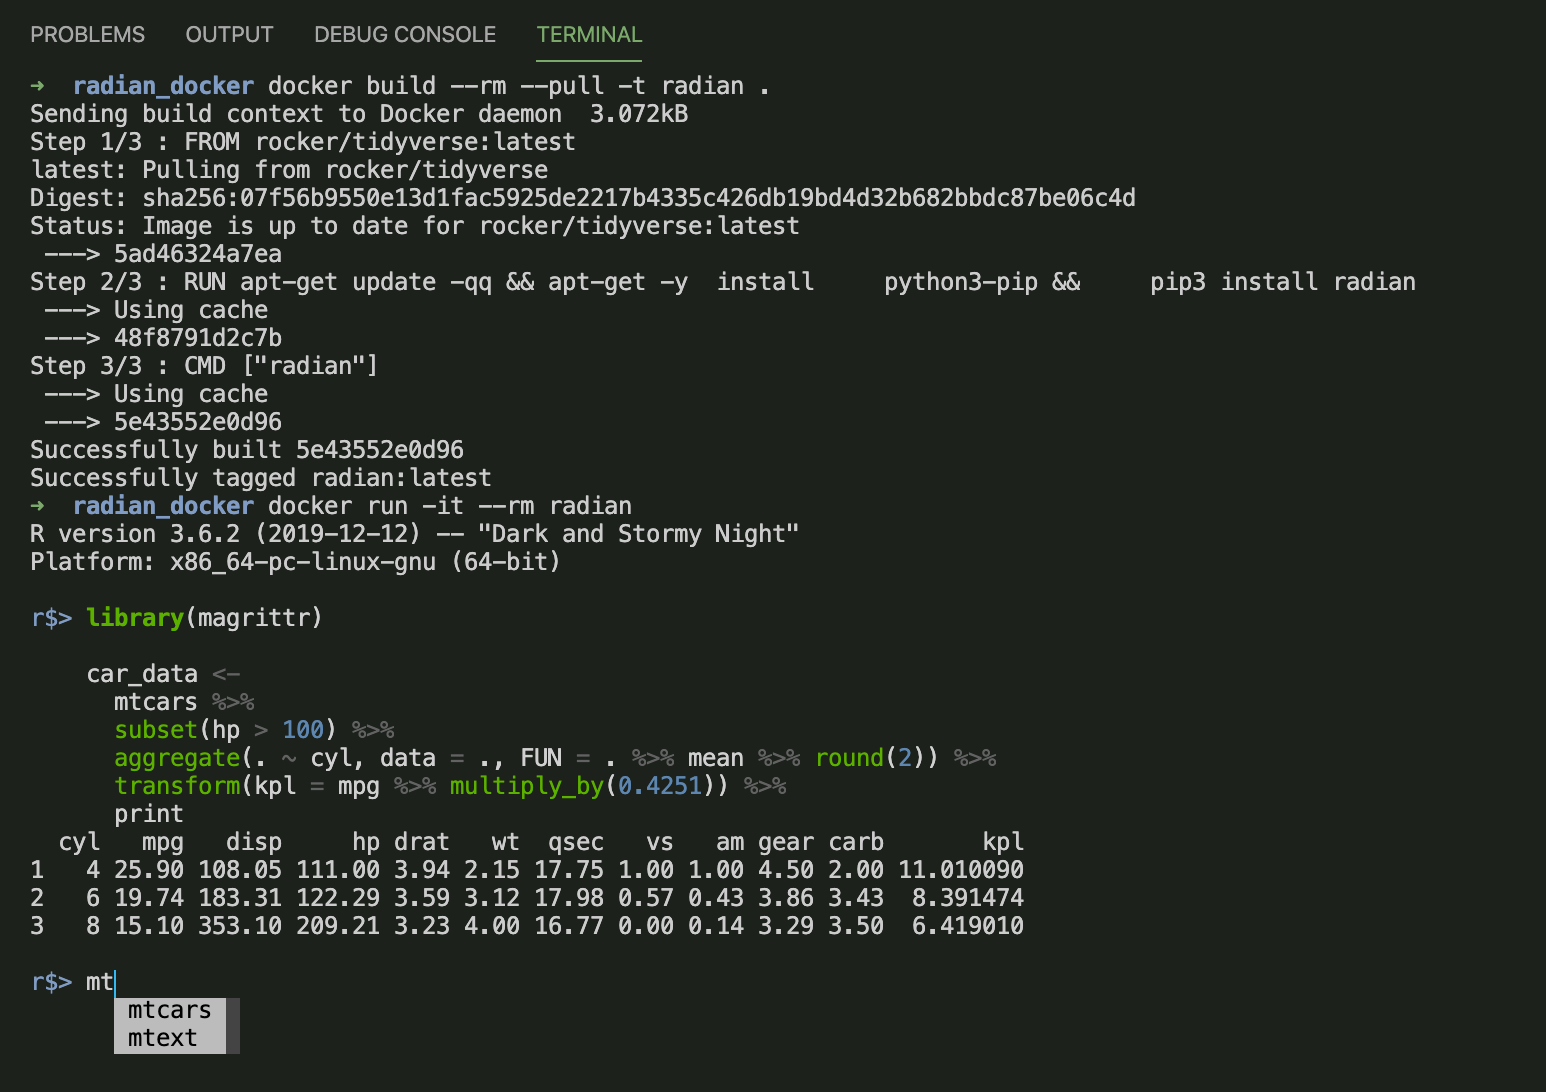 PROBLEMS OUTPUT DEBUG CONSOLE TERMINAL
➜  radian_docker docker build --rm --pull -t radian .
Sending build context to Docker daemon  3.072kB
Step 1/3 : FROM rocker/tidyverse:latest
latest: Pulling from rocker/tidyverse
Digest: sha256:07f56b9550e13d1fac5925de2217b4335c426db19bd4d32b682bbdc87be06c4d
Status: Image is up to date for rocker/tidyverse:latest
 ---> 5ad46324a7ea
Step 2/3 : RUN apt-get update -qq && apt-get -y  install     python3-pip &&     pip3 install radian
 ---> Using cache
 ---> 48f8791d2c7b
Step 3/3 : CMD ["radian"]
 ---> Using cache
 ---> 5e43552e0d96
Successfully built 5e43552e0d96
Successfully tagged radian:latest
➜  radian_docker docker run -it --rm radian
R version 3.6.2 (2019-12-12) -- "Dark and Stormy Night"
Platform: x86_64-pc-linux-gnu (64-bit)
r$> library(magrittr)
    car_data <-
      mtcars %>%
      subset(hp > 100) %>%
      aggregate(. ~ cyl, data = ., FUN = . %>% mean %>% round(2)) %>%
      transform(kpl = mpg %>% multiply_by(0.4251)) %>%
      print
  cyl   mpg   disp     hp drat   wt  qsec   vs   am gear carb       kpl
1   4 25.90 108.05 111.00 3.94 2.15 17.75 1.00 1.00 4.50 2.00 11.010090
2   6 19.74 183.31 122.29 3.59 3.12 17.98 0.57 0.43 3.86 3.43  8.391474
3   8 15.10 353.10 209.21 3.23 4.00 16.77 0.00 0.14 3.29 3.50  6.419010
r$> mt
mtcars
mtext